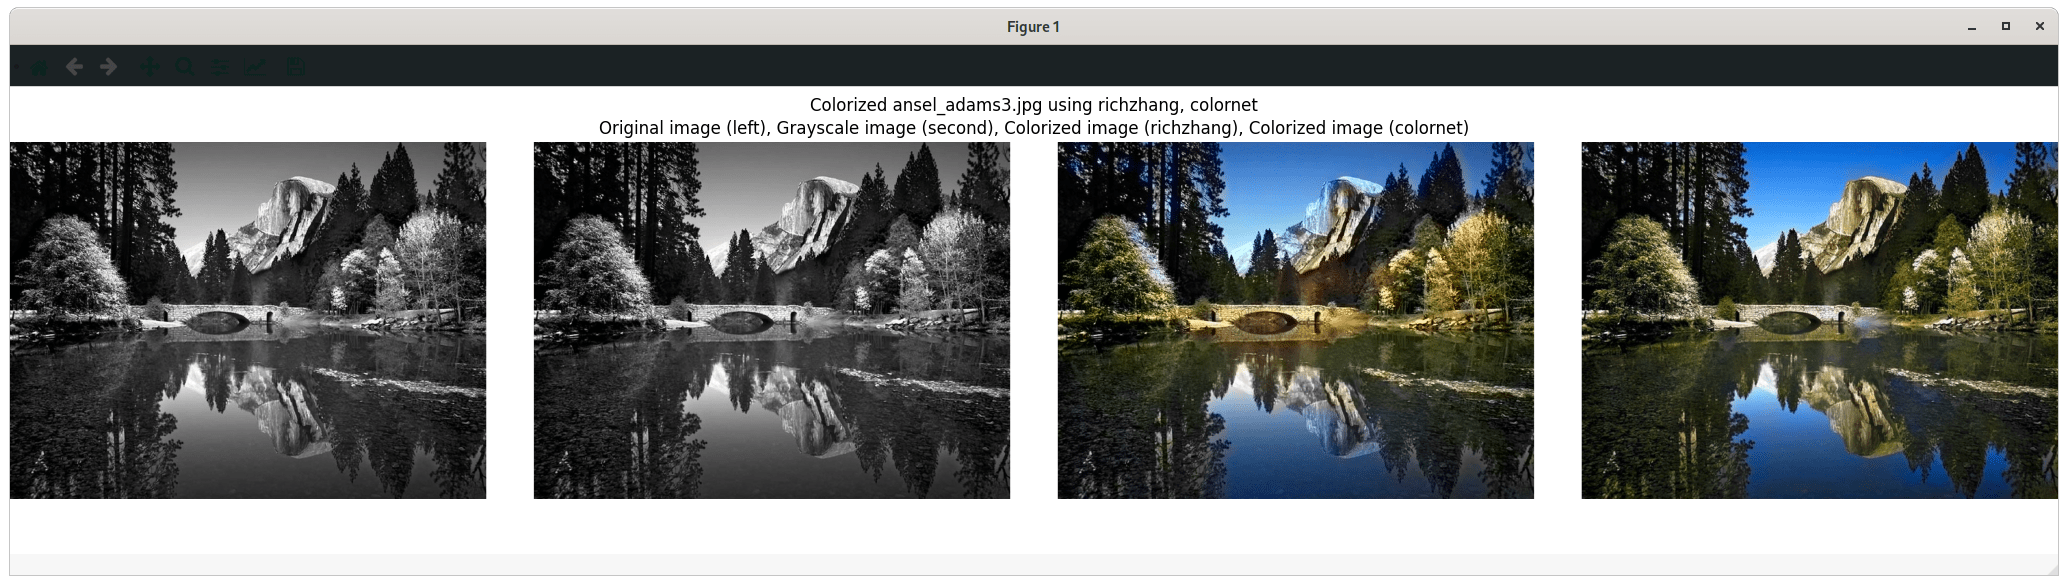 Figure 1
Colorized ansel_adams3.jpg using richzhang, colornet
Original image (left), Grayscale image (second), Colorized image (richzhang), Colorized image (colornet)